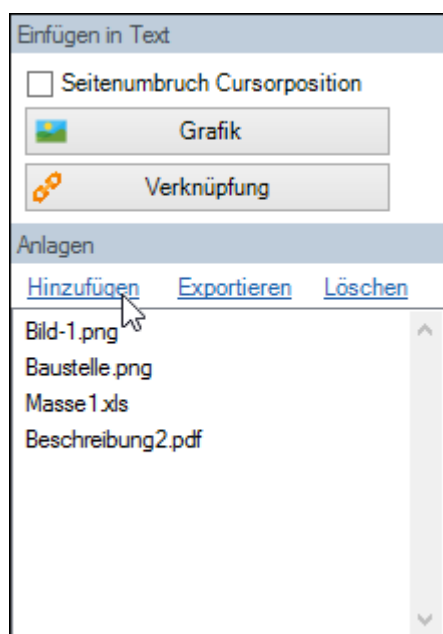 Einfügen in Text
Seitenumbruch Cursorposition
Grafik
Verknüpfung
Anlagen
Hinzufügen Exportieren Löschen
Bild-1.png
Baustelle.png
Masse1.xls
Beschreibung2.pdf